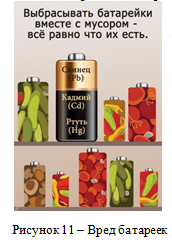 Выбрасывать батарейки
вместе с мусором -
всё равно что их есть.
Свинец
(Pb)
Кадмий
(Cd)
Ртуть
(Hg)
Рисунок 11 – Вред батареек